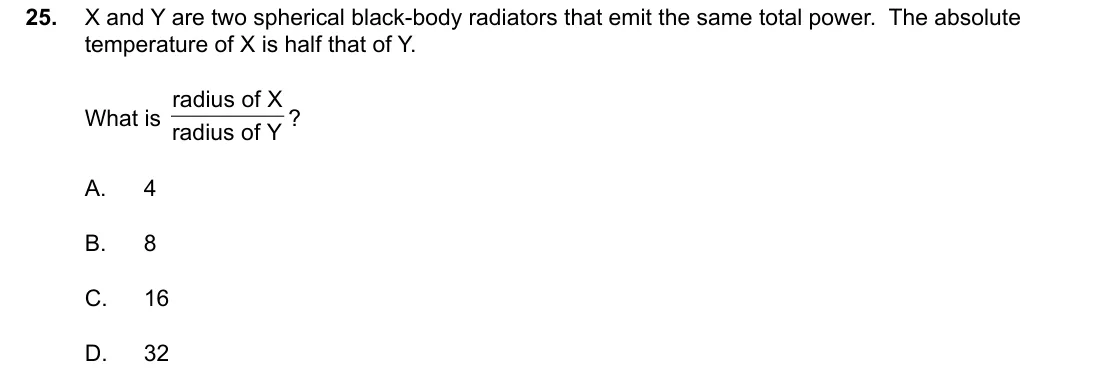 25. X and Y are two spherical black-body radiators that emit the same total power. The absolute
temperature of X is half that of Y.
radius of X
What is ?
radius of Y
A. 4
B. 8
C. 16
D. 32